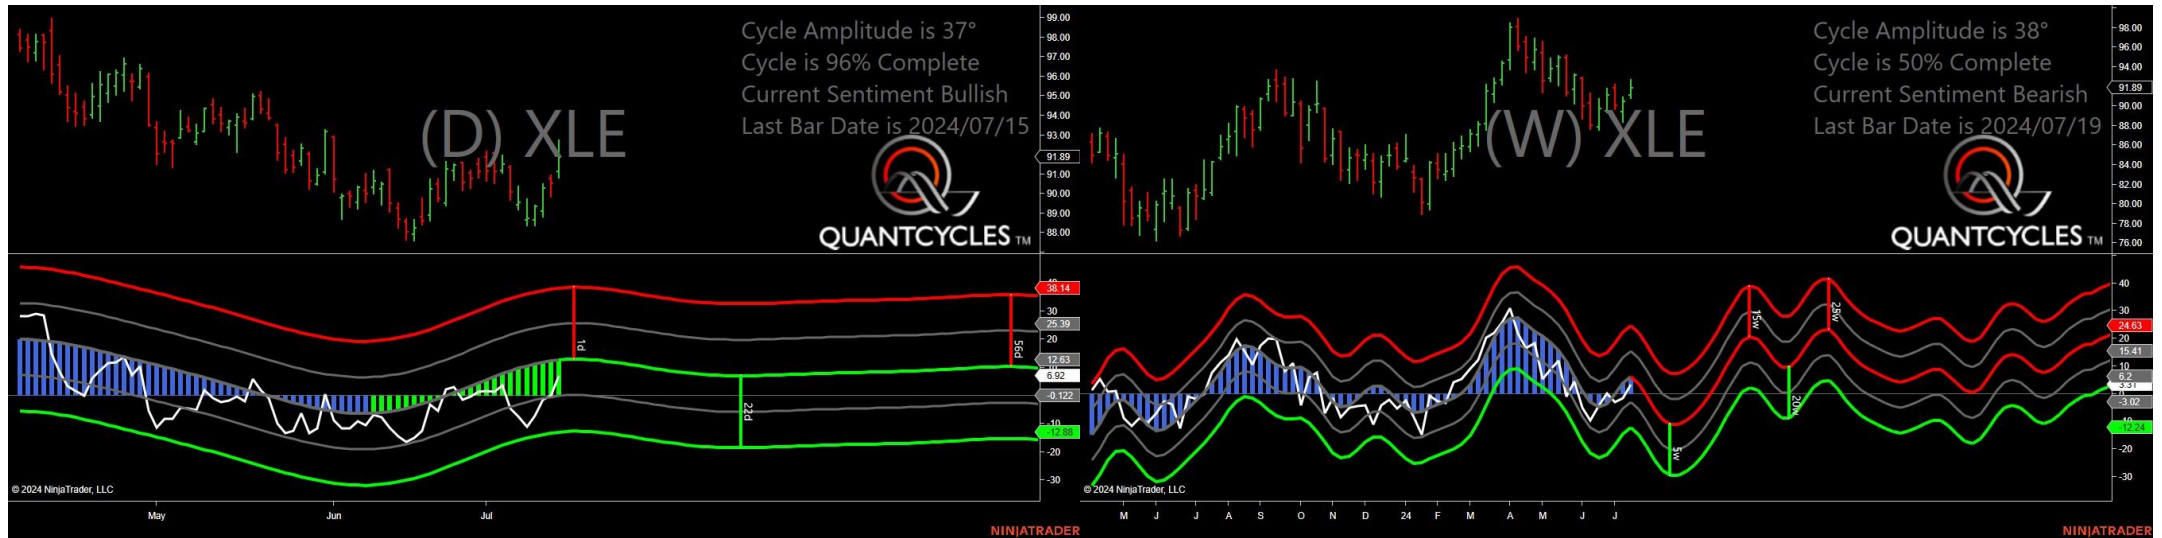 Cycle Amplitude is 37°
Cycle is 96% Complete
Current Sentiment Bullish
Last Bar Date is 2024/07/15
(D) XLE
QUANTCYCLES TM
99.00
98.00
97.00
96.00
95.00
94.00
93.00
91.89
91.00
90.00
89.00
88.00
38.14
30
25.39
20
12.63
6.92
-0.122
-10
-12.88
-20
-30
1d
22d
56d
© 2024 NinjaTrader, LLC
May
Jun
Jul
NINJATRADER
Cycle Amplitude is 38°
Cycle is 50% Complete
Current Sentiment Bearish
Last Bar Date is 2024/07/19
(W) XLE
QUANTCYCLES TM
98.00
96.00
94.00
91.89
90.00
88.00
86.00
84.00
82.00
80.00
78.00
76.00
40
30
24.63
20
15.41
6.2
3.31
-3.02
-10
-12.24
-20
-30
5w
15w
20w
28w
© 2024 NinjaTrader, LLC
M
J
J
A
S
O
N
D
24
F
M
A
M
J
J
NINJATRADER